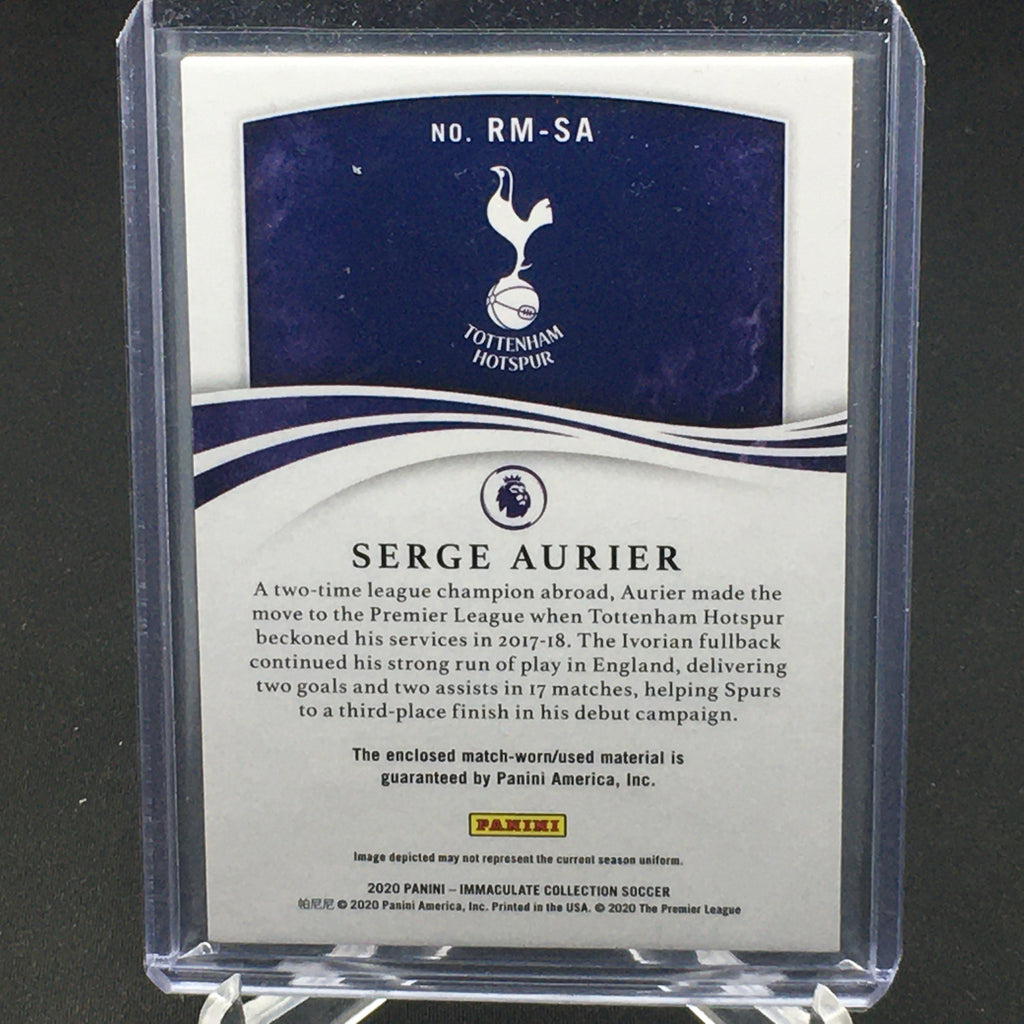 NO. RM-SA
TOTTENHAM
HOTSPUR
SERGE AURIER
A two-time league champion abroad, Aurier made the
move to the Premier League when Tottenham Hotspur
beckoned his services in 2017-18. The Ivorian fullback
continued his strong run of play in England, delivering
two goals and two assists in 17 matches, helping Spurs
to a third-place finish in his debut campaign.
The enclosed match-worn/used material is
guaranteed by Panini America, Inc.
PANINI
Image depicted may not represent the current season uniform.
2020 PANINI – IMMACULATE COLLECTION SOCCER
帕尼尼 © 2020 Panini America, Inc. Printed in the USA. © 2020 The Premier League